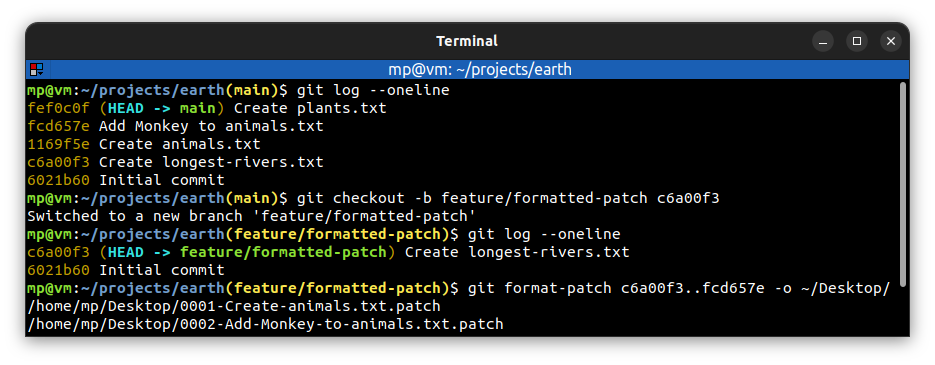 Terminal
mp@vm: ~/projects/earth
mp@vm:~/projects/earth(main)$ git log --oneline
fef0c0f (HEAD -> main) Create plants.txt
fcd657e Add Monkey to animals.txt
1169f5e Create animals.txt
c6a00f3 Create longest-rivers.txt
6021b60 Initial commit
mp@vm:~/projects/earth(main)$ git checkout -b feature/formatted-patch c6a00f3
Switched to a new branch 'feature/formatted-patch'
mp@vm:~/projects/earth(feature/formatted-patch)$ git log --oneline
c6a00f3 (HEAD -> feature/formatted-patch) Create longest-rivers.txt
6021b60 Initial commit
mp@vm:~/projects/earth(feature/formatted-patch)$ git format-patch c6a00f3..fcd657e -o ~/Desktop/
/home/mp/Desktop/0001-Create-animals.txt.patch
/home/mp/Desktop/0002-Add-Monkey-to-animals.txt.patch